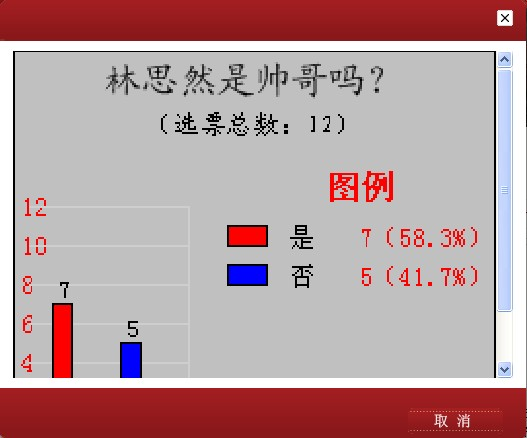 林思然是帅哥吗？
（选票总数：12）
图例
是 7（58.3%）
否 5（41.7%）
12
10
8
6
4
7
5
取 消